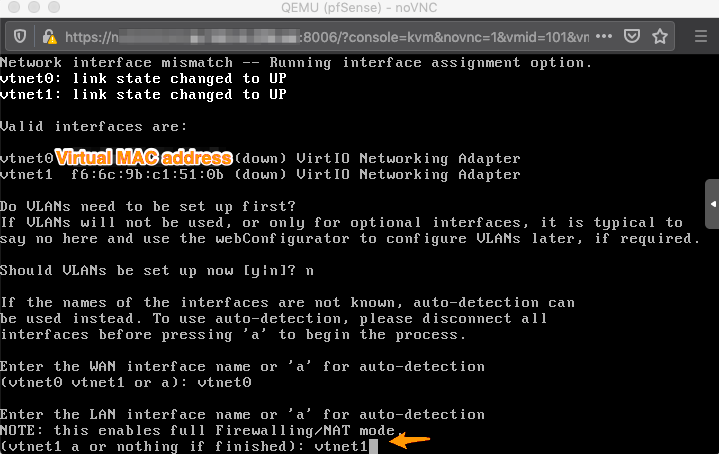 QEMU (pfSense) - noVNC
https://n :8006/?console=kvm&novnc=1&vmid=101&vn
Network interface mismatch -- Running interface assignment option.
vtnet0: link state changed to UP
vtnet1: link state changed to UP
Valid interfaces are:
vtnet0 Virtual MAC address (down) VirtIO Networking Adapter
vtnet1 f6:6c:9b:c1:51:0b (down) VirtIO Networking Adapter
Do VLANs need to be set up first?
If VLANs will not be used, or only for optional interfaces, it is typical to
say no here and use the webConfigurator to configure VLANs later, if required.
Should VLANs be set up now [y|n]? n
If the names of the interfaces are not known, auto-detection can
be used instead. To use auto-detection, please disconnect all
interfaces before pressing 'a' to begin the process.
Enter the WAN interface name or 'a' for auto-detection
(vtnet0 vtnet1 or a): vtnet0
Enter the LAN interface name or 'a' for auto-detection
NOTE: this enables full Firewalling/NAT mode.
(vtnet1 a or nothing if finished): vtnet1